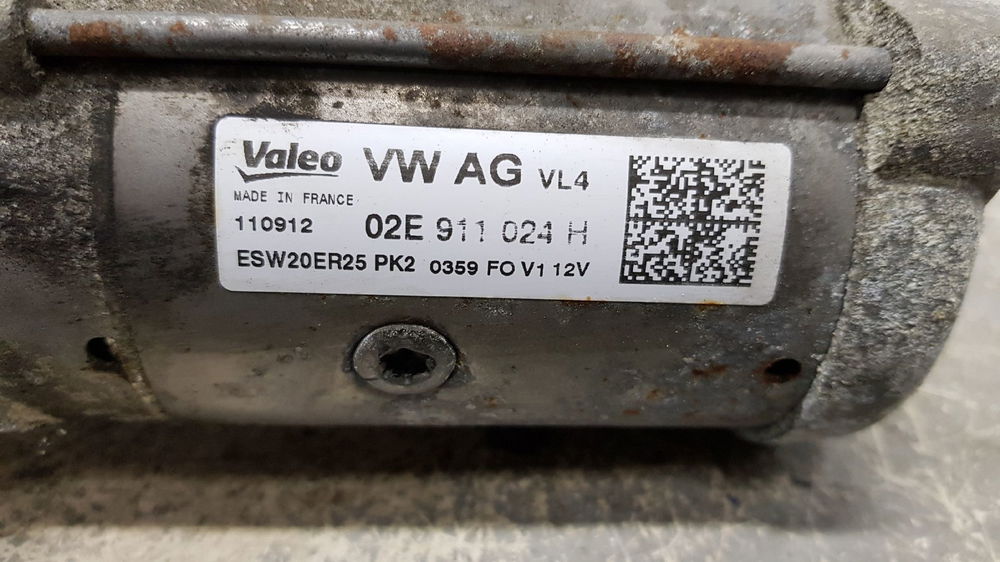 Valeo VW AG VL4
MADE IN FRANCE
110912 02E 911 024 H
ESW20ER25 PK2 0359 FO V1 12V